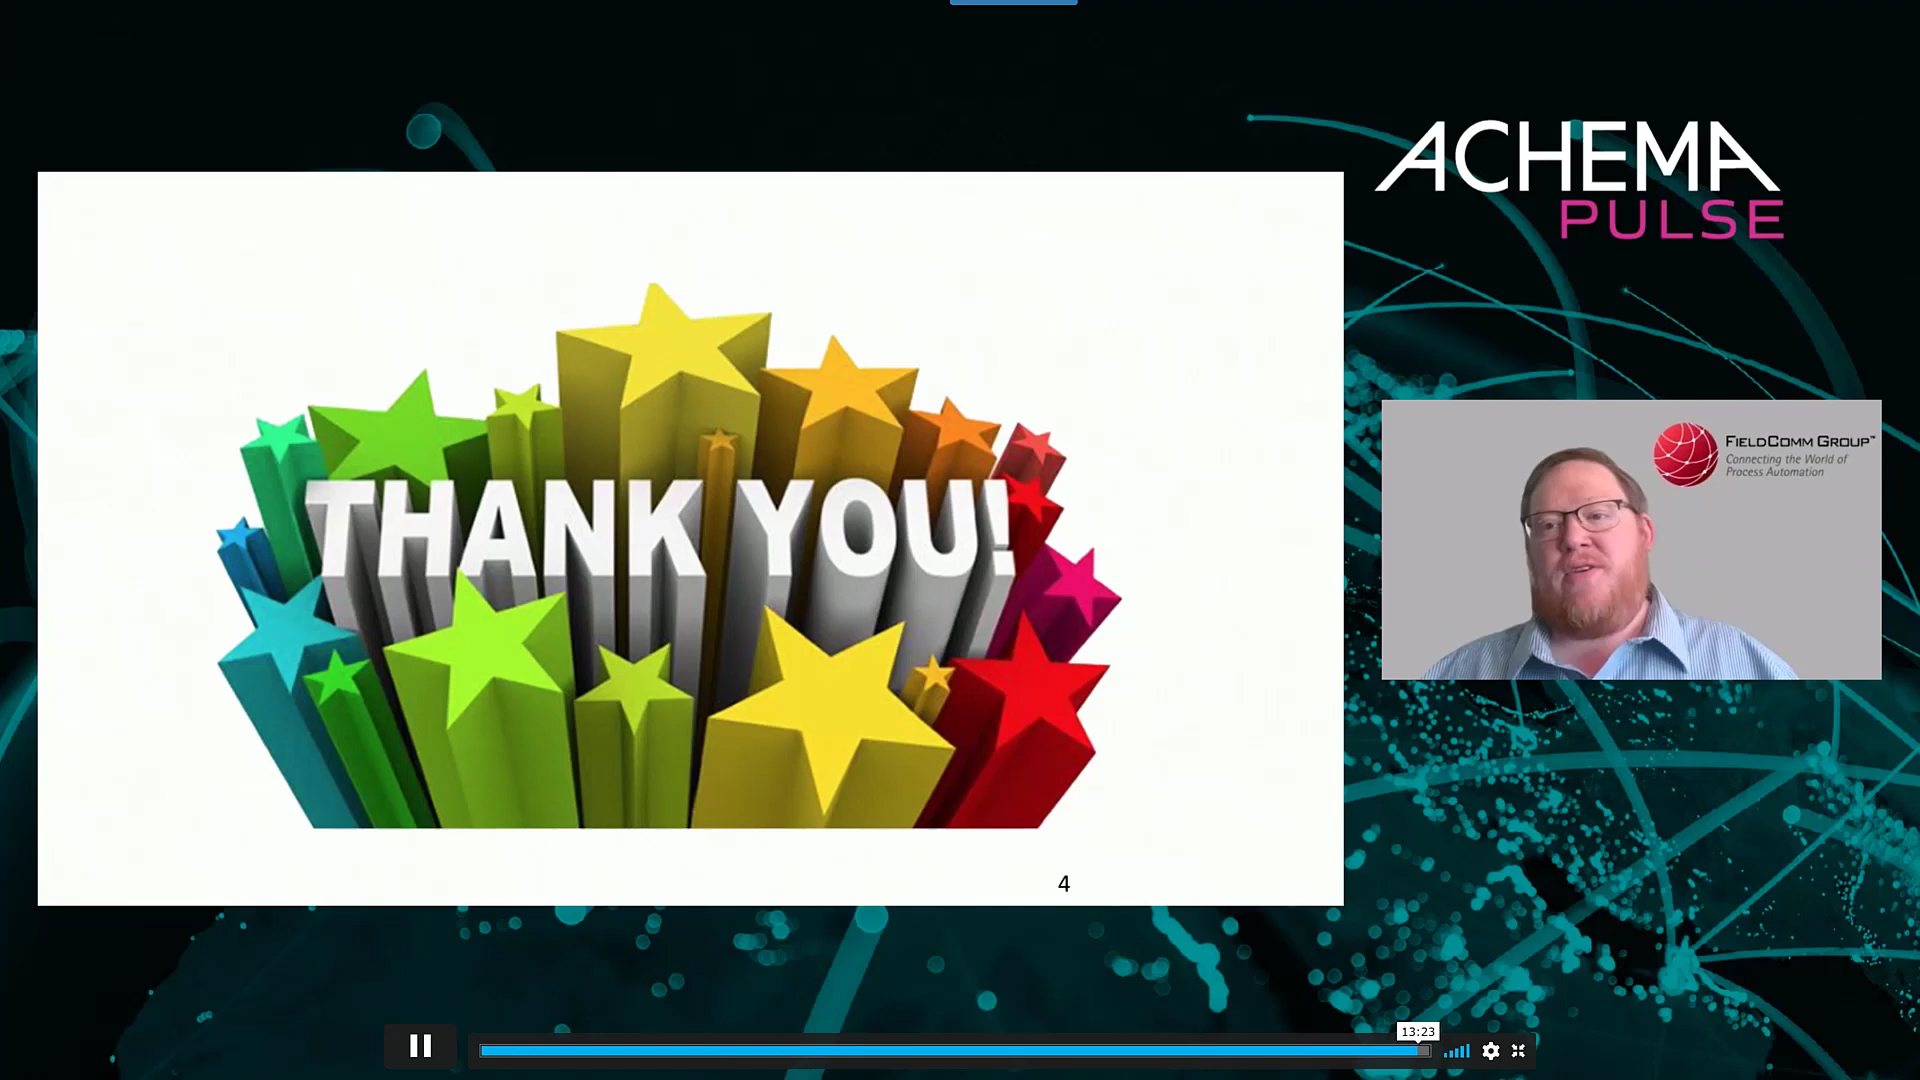 ACHEMA
PULSE
THANK YOU!
FIELDCOMM GROUP™
Connecting the World of
Process Automation
4
13:23